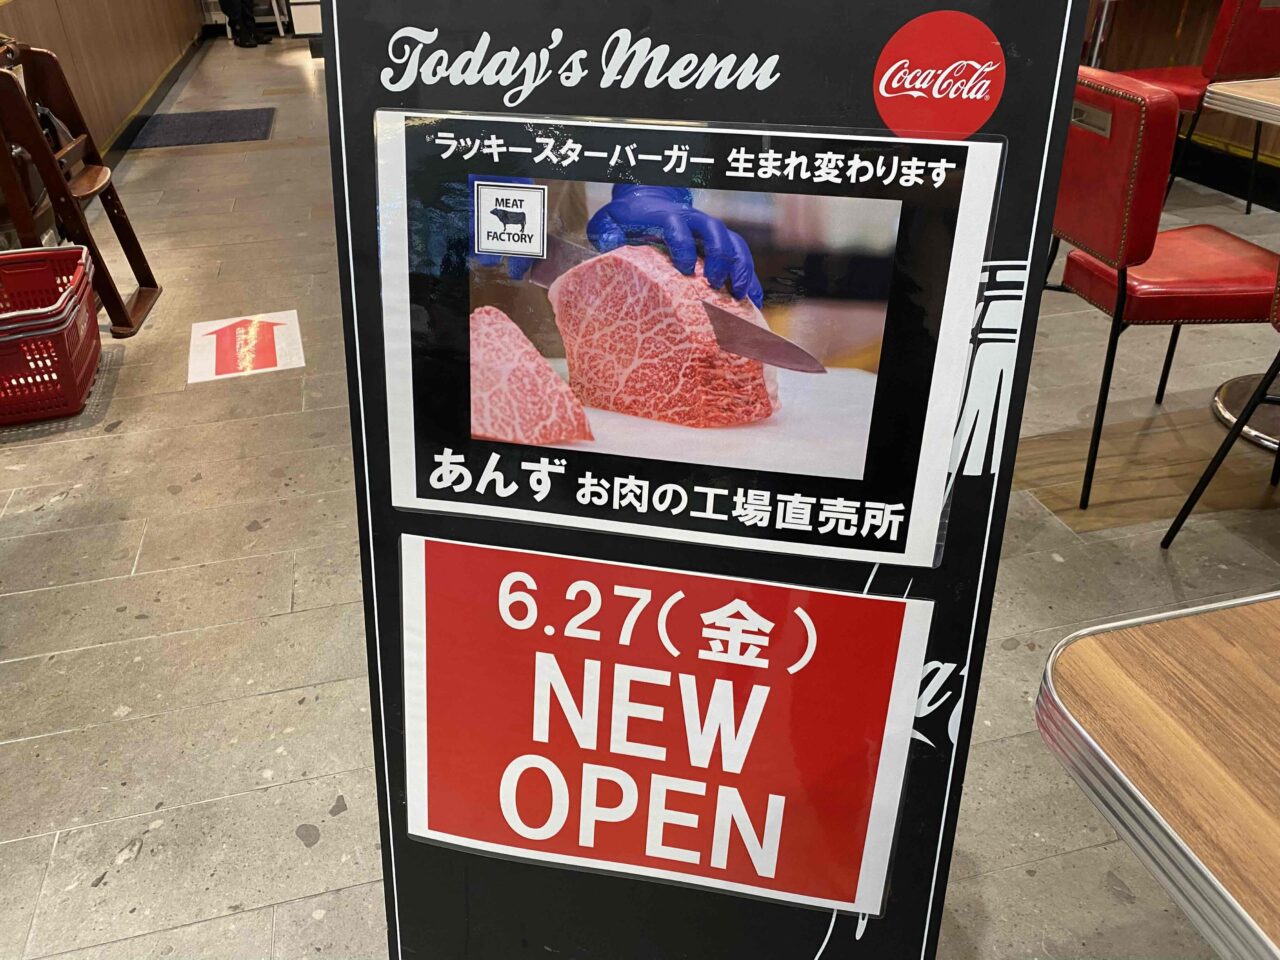 Today's Menu
Coca-Cola
ラッキースターバーガー 生まれ変わります
MEAT
FACTORY
あんず お肉の工場直売所
6.27(金)
NEW
OPEN